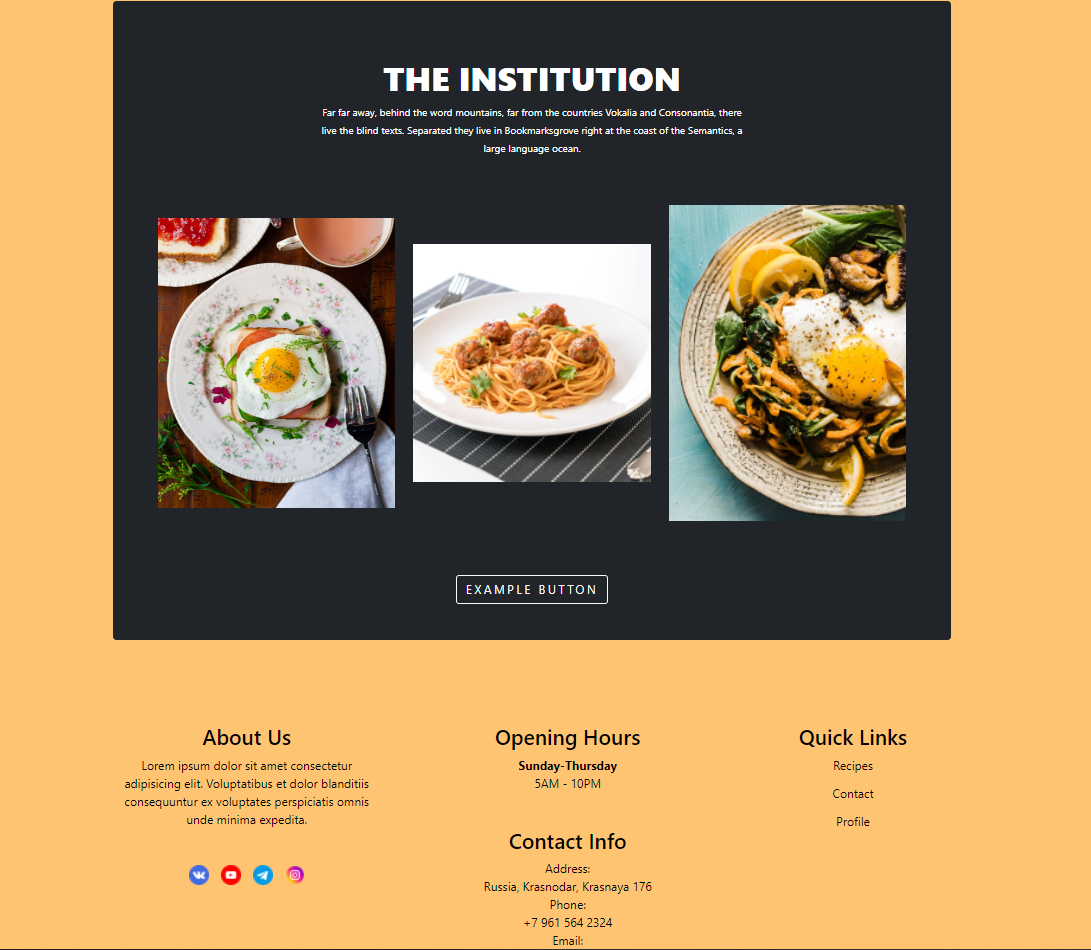 THE INSTITUTION
Far far away, behind the word mountains, far from the countries Vokalia and Consonantia, there
live the blind texts. Separated they live in Bookmarksgrove right at the coast of the Semantics, a
large language ocean.
EXAMPLE BUTTON
About Us
Lorem ipsum dolor sit amet consectetur
adipisicing elit. Voluptatibus et dolor blanditiis
consequuntur ex voluptates perspiciatis omnis
unde minima expedita.
Opening Hours
Sunday-Thursday
5AM - 10PM
Contact Info
Address:
Russia, Krasnodar, Krasnaya 176
Phone:
+7 961 564 2324
Email:
Quick Links
Recipes
Contact
Profile